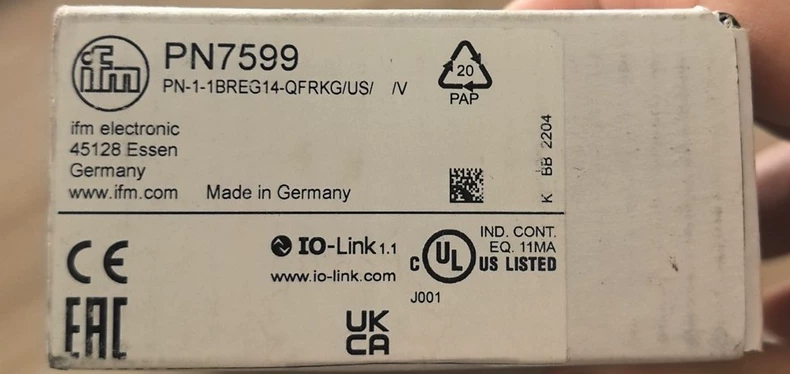 ifm
PN7599
PN-1-1BREG14-QFRKG/US/ /V
20
PAP
ifm electronic
45128 Essen
Germany
www.ifm.com Made in Germany
K BB 2204
CE
IO-Link 1.1
www.io-link.com
C UL US LISTED
IND. CONT.
EQ. 11MA
J001
EAC
UK
CA